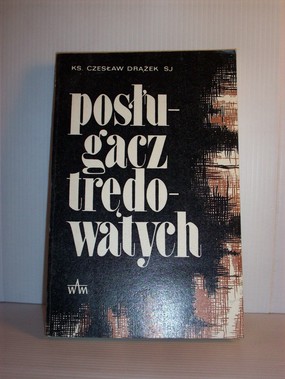 KS. CZESŁAW DRĄŻEK SJ
posłu-
gacz
trędo-
watych
WAM